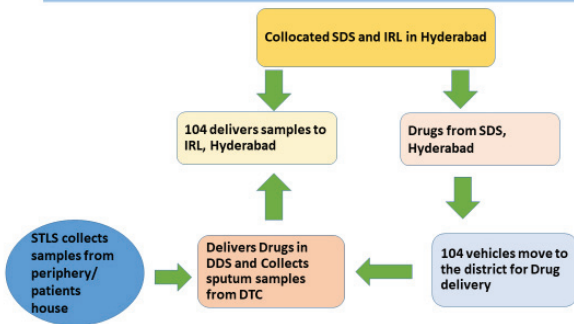 Collocated SDS and IRL in Hyderabad
104 delivers samples to
IRL, Hyderabad
Drugs from SDS,
Hyderabad
STLS collects
samples from
periphery/
patients
house
Delivers Drugs in
DDS and Collects
sputum samples
from DTC
104 vehicles move to
the district for Drug
delivery